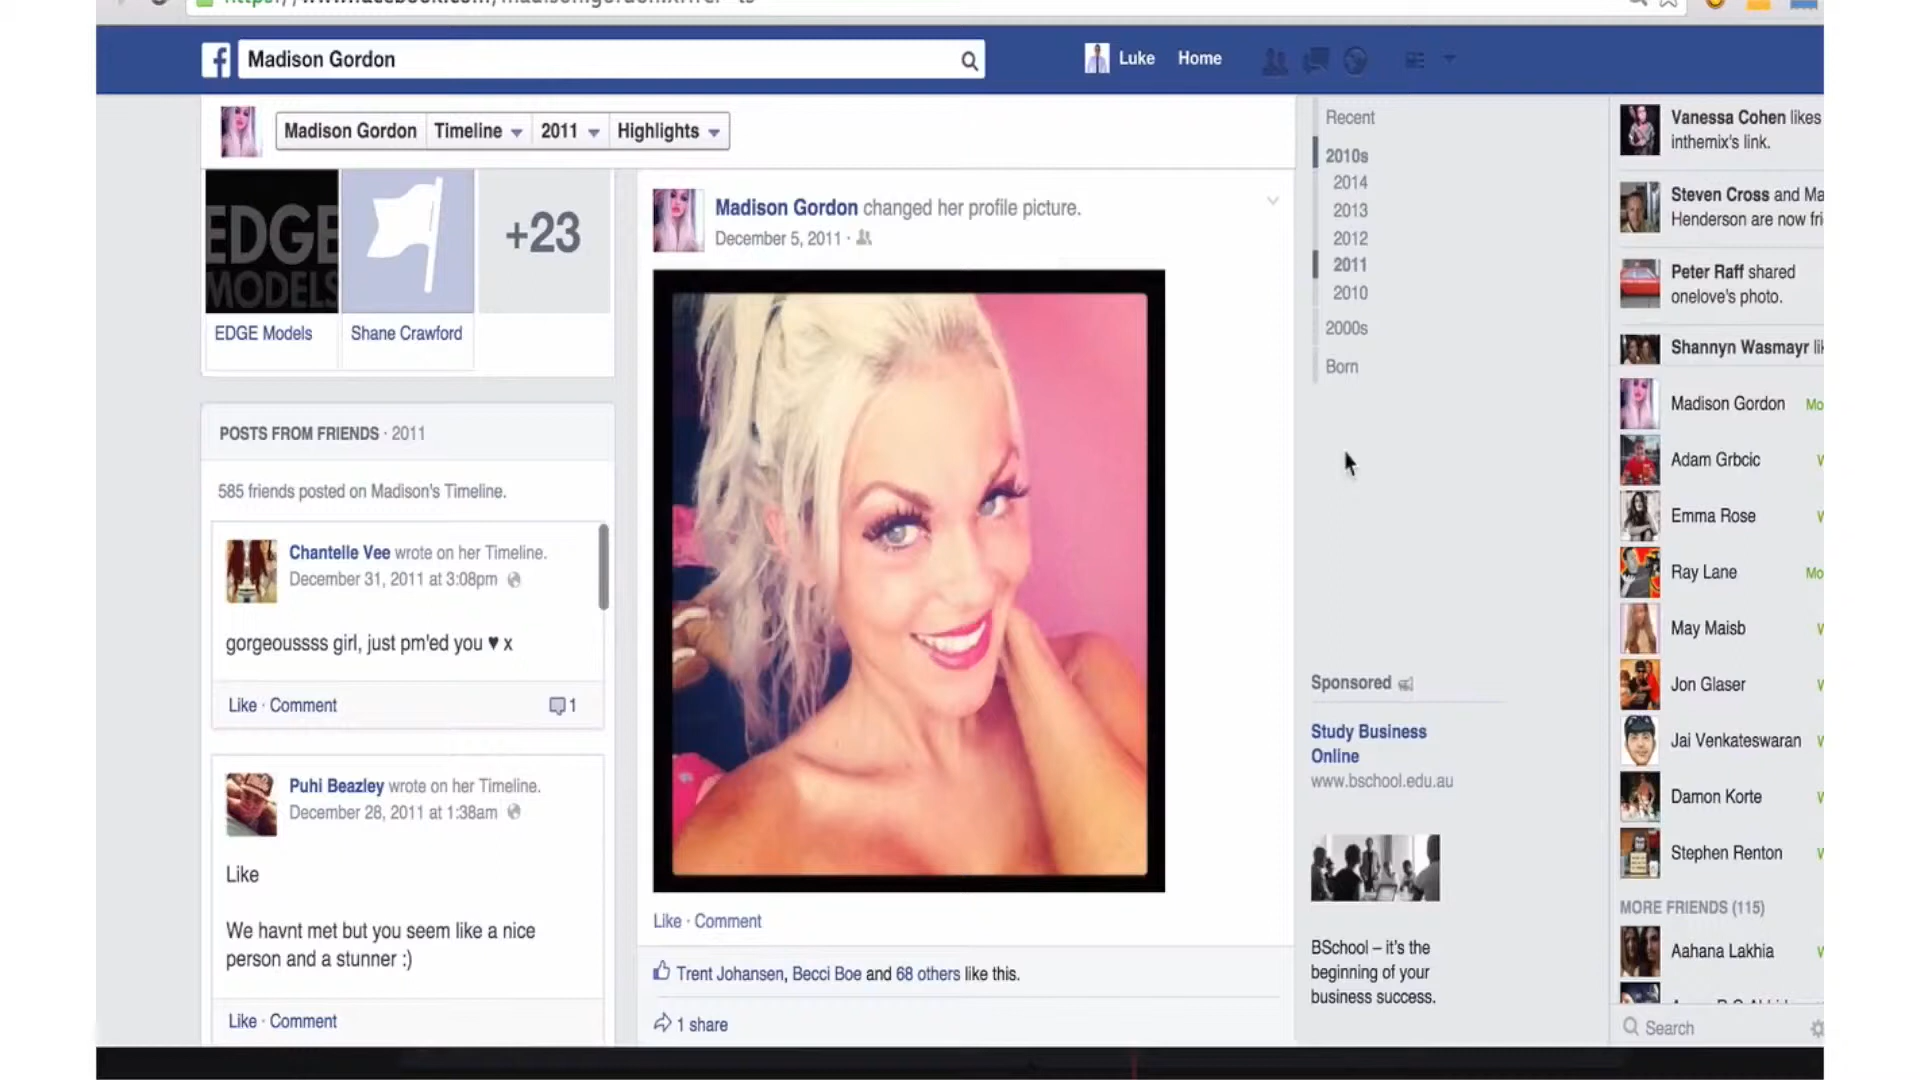 Madison Gordon
Luke Home
Madison Gordon Timeline 2011 Highlights
EDGE
MODELS
+23
EDGE Models Shane Crawford
POSTS FROM FRIENDS · 2011
585 friends posted on Madison's Timeline.
Chantelle Vee wrote on her Timeline.
December 31, 2011 at 3:08pm
gorgeoussss girl, just pm'ed you ♥ x
Like · Comment 1
Puhi Beazley wrote on her Timeline.
December 28, 2011 at 1:38am
Like
We havnt met but you seem like a nice
person and a stunner :)
Like · Comment
Madison Gordon changed her profile picture.
December 5, 2011 ·
Like · Comment
Trent Johansen, Becci Boe and 68 others like this.
1 share
Recent
2010s
2014
2013
2012
2011
2010
2000s
Born
Sponsored
Study Business
Online
www.bschool.edu.au
BSchool – it's the
beginning of your
business success.
Vanessa Cohen likes
inthemix's link.
Steven Cross and Ma
Henderson are now fri
Peter Raff shared
onelove's photo.
Shannyn Wasmayr lik
Madison Gordon Mo
Adam Grbcic
Emma Rose
Ray Lane Mo
May Maisb
Jon Glaser
Jai Venkateswaran
Damon Korte
Stephen Renton
MORE FRIENDS (115)
Aahana Lakhia
Search